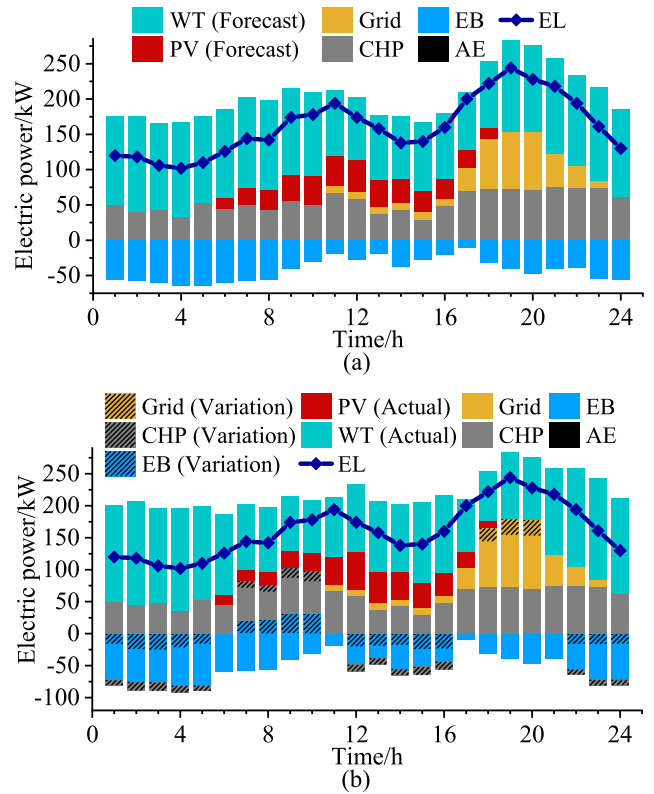 WT (Forecast) Grid EB EL
PV (Forecast) CHP AE
Electric power/kW
250
200
150
100
50
0
-50
0 4 8 12 16 20 24
Time/h
(a)
Grid (Variation) PV (Actual) Grid EB
CHP (Variation) WT (Actual) CHP AE
EB (Variation) EL
Electric power/kW
250
200
150
100
50
0
-50
-100
0 4 8 12 16 20 24
Time/h
(b)